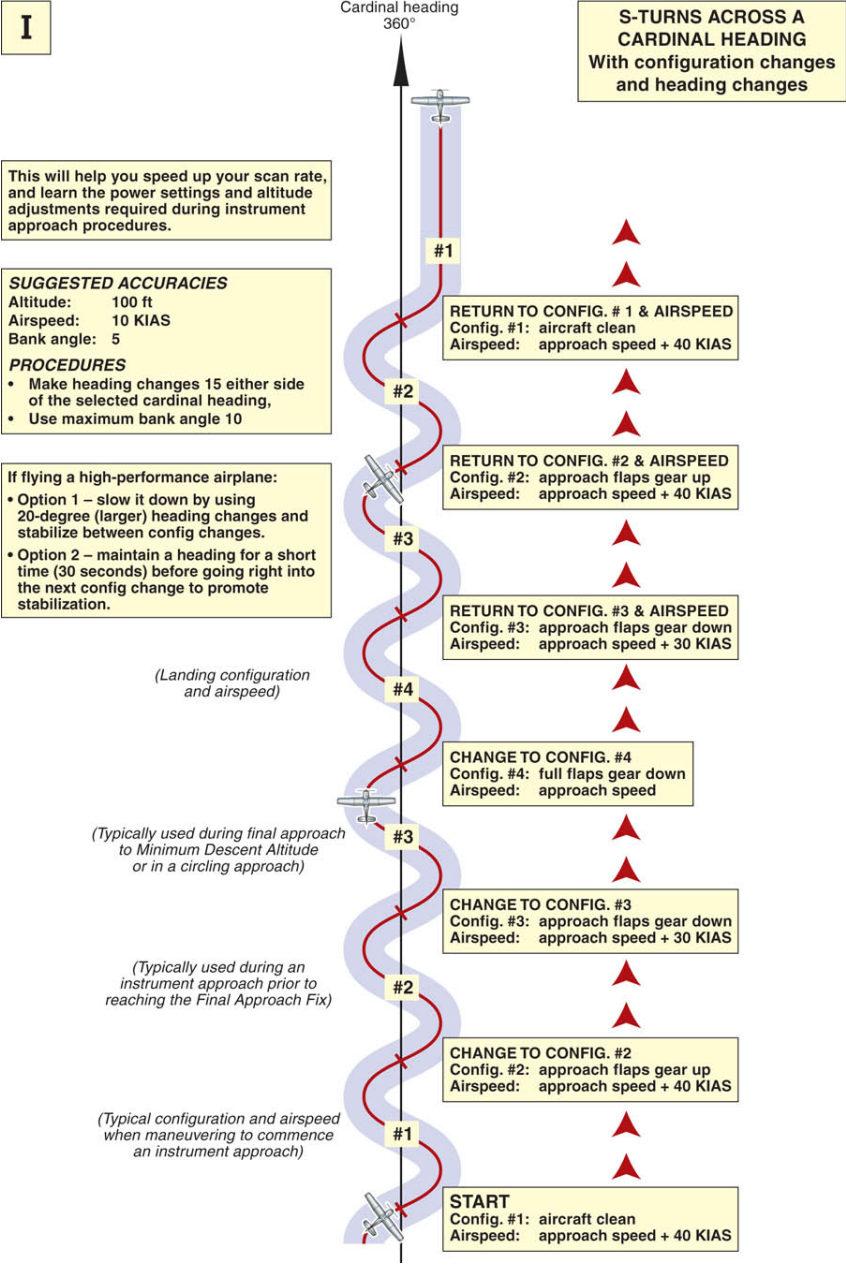 I
Cardinal heading
360°
S-TURNS ACROSS A
CARDINAL HEADING
With configuration changes
and heading changes
This will help you speed up your scan rate,
and learn the power settings and altitude
adjustments required during instrument
approach procedures.
SUGGESTED ACCURACIES
Altitude: 100 ft
Airspeed: 10 KIAS
Bank angle: 5
PROCEDURES
• Make heading changes 15 either side
of the selected cardinal heading,
• Use maximum bank angle 10
If flying a high-performance airplane:
• Option 1 – slow it down by using
20-degree (larger) heading changes and
stabilize between config changes.
• Option 2 – maintain a heading for a short
time (30 seconds) before going right into
the next config change to promote
stabilization.
#1
RETURN TO CONFIG. # 1 & AIRSPEED
Config. #1: aircraft clean
Airspeed: approach speed + 40 KIAS
#2
RETURN TO CONFIG. #2 & AIRSPEED
Config. #2: approach flaps gear up
Airspeed: approach speed + 40 KIAS
#3
RETURN TO CONFIG. #3 & AIRSPEED
Config. #3: approach flaps gear down
Airspeed: approach speed + 30 KIAS
(Landing configuration
and airspeed)
#4
CHANGE TO CONFIG. #4
Config. #4: full flaps gear down
Airspeed: approach speed
(Typically used during final approach
to Minimum Descent Altitude
or in a circling approach)
#3
CHANGE TO CONFIG. #3
Config. #3: approach flaps gear down
Airspeed: approach speed + 30 KIAS
(Typically used during an
instrument approach prior to
reaching the Final Approach Fix)
#2
CHANGE TO CONFIG. #2
Config. #2: approach flaps gear up
Airspeed: approach speed + 40 KIAS
(Typical configuration and airspeed
when maneuvering to commence
an instrument approach)
#1
START
Config. #1: aircraft clean
Airspeed: approach speed + 40 KIAS